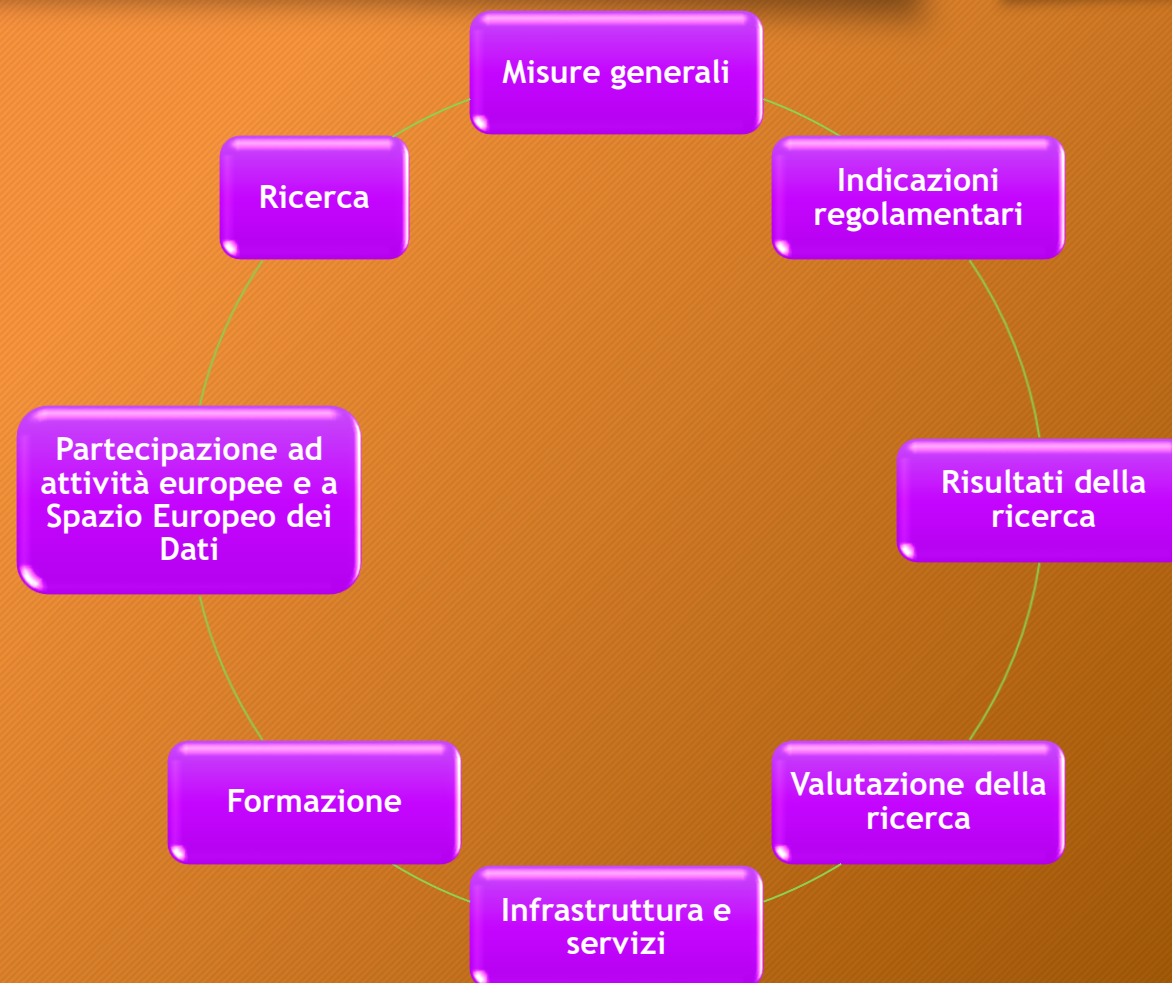 Misure generali
Indicazioni
regolamentari
Risultati della
ricerca
Valutazione della
ricerca
Infrastruttura e
servizi
Formazione
Partecipazione ad
attività europee e a
Spazio Europeo dei
Dati
Ricerca